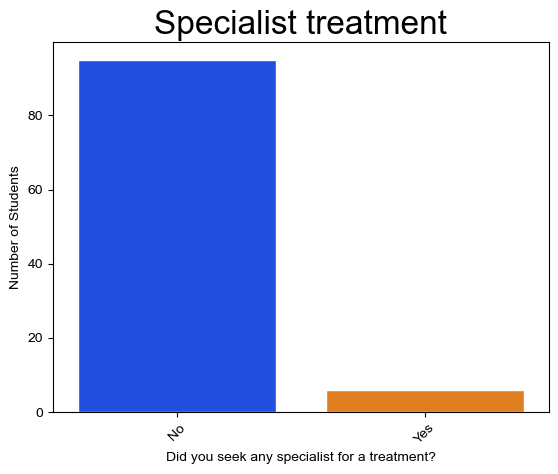 Specialist treatment
Number of Students
80
60
40
20
0
No
Yes
Did you seek any specialist for a treatment?